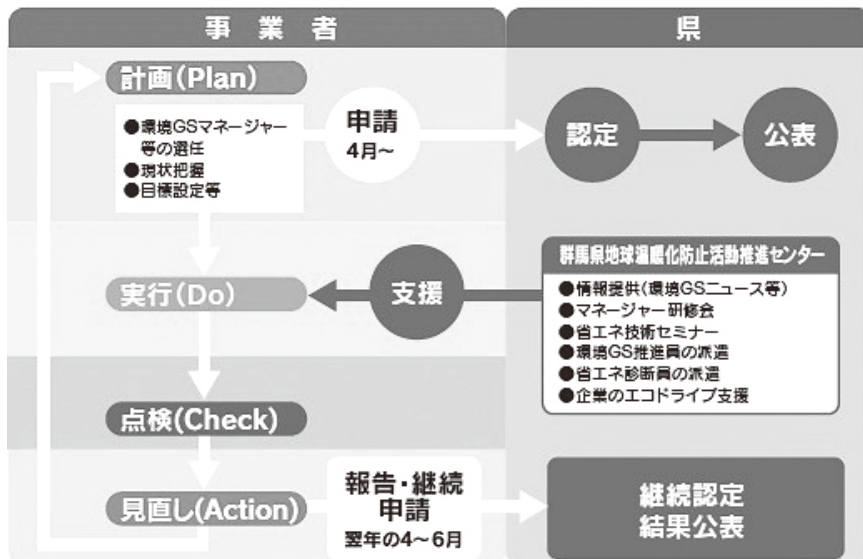 事業者
県
計画(Plan)
●環境GSマネージャー
等の選任
●現状把握
●目標設定等
申請
4月～
認定
公表
実行(Do)
支援
群馬県地球温暖化防止活動推進センター
●情報提供(環境GSニュース等)
●マネージャー研修会
●省エネ技術セミナー
●環境GS推進員の派遣
●省エネ診断員の派遣
●企業のエコドライブ支援
点検(Check)
見直し(Action)
報告・継続
申請
翌年の4～6月
継続認定
結果公表